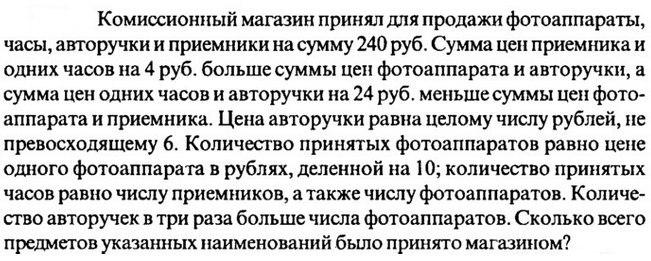 Комиссионный магазин принял для продажи фотоаппараты,
часы, авторучки и приемники на сумму 240 руб. Сумма цен приемника и
одних часов на 4 руб. больше суммы цен фотоаппарата и авторучки, а
сумма цен одних часов и авторучки на 24 руб. меньше суммы цен фото-
аппарата и приемника. Цена авторучки равна целому числу рублей, не
превосходящему 6. Количество принятых фотоаппаратов равно цене
одного фотоаппарата в рублях, деленной на 10; количество принятых
часов равно числу приемников, а также числу фотоаппаратов. Количе-
ство авторучек в три раза больше числа фотоаппаратов. Сколько всего
предметов указанных наименований было принято магазином?